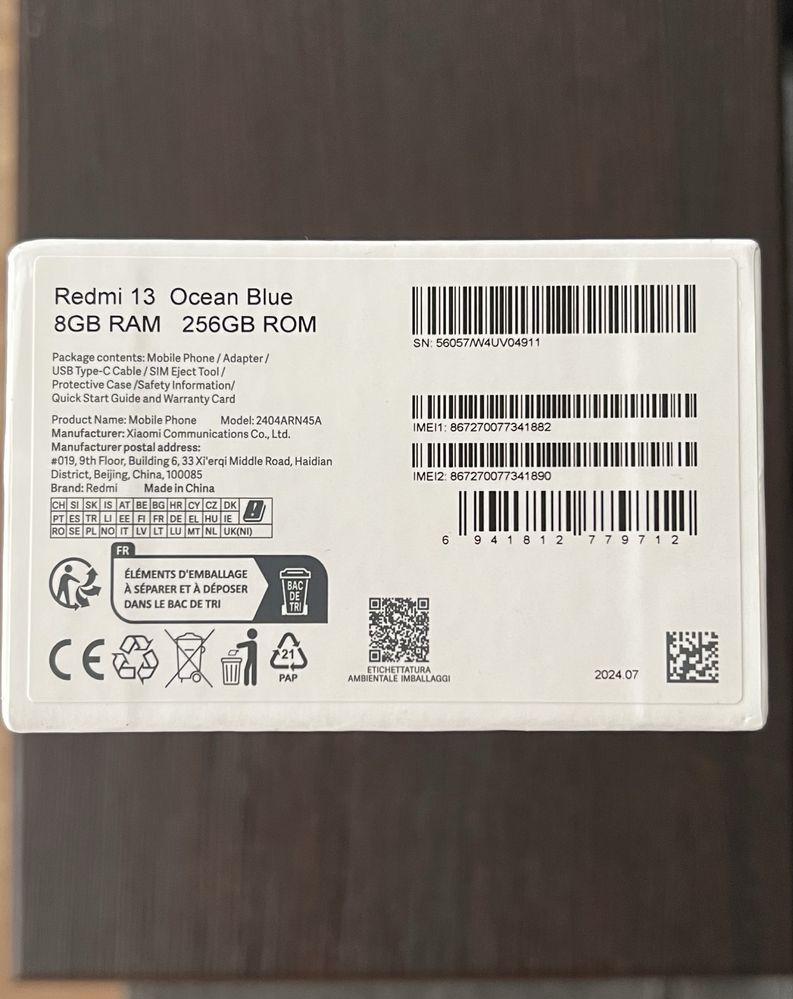 Redmi 13 Ocean Blue
8GB RAM 256GB ROM
Package contents: Mobile Phone / Adapter /
USB Type-C Cable / SIM Eject Tool /
Protective Case /Safety Information/
Quick Start Guide and Warranty Card
Product Name: Mobile Phone Model: 2404ARN45A
Manufacturer: Xiaomi Communications Co., Ltd.
Manufacturer postal address:
#019, 9th Floor, Building 6, 33 Xi'erqi Middle Road, Haidian
District, Beijing, China, 100085
Brand: Redmi Made in China
CH SI SK IS AT BE BG HR CY CZ DK
PT ES TR LI EE FI FR DE EL HU IE
RO SE PL NO IT LV LT LU MT NL UK(NI)
FR
ÉLÉMENTS D'EMBALLAGE
À SÉPARER ET À DÉPOSER
DANS LE BAC DE TRI
BAC
DE
TRI
CE
21
PAP
SN: 56057/W4UV04911
IMEI1: 867270077341882
IMEI2: 867270077341890
6 941812 779712
ETICHETTATURA
AMBIENTALE IMBALLAGGI
2024.07